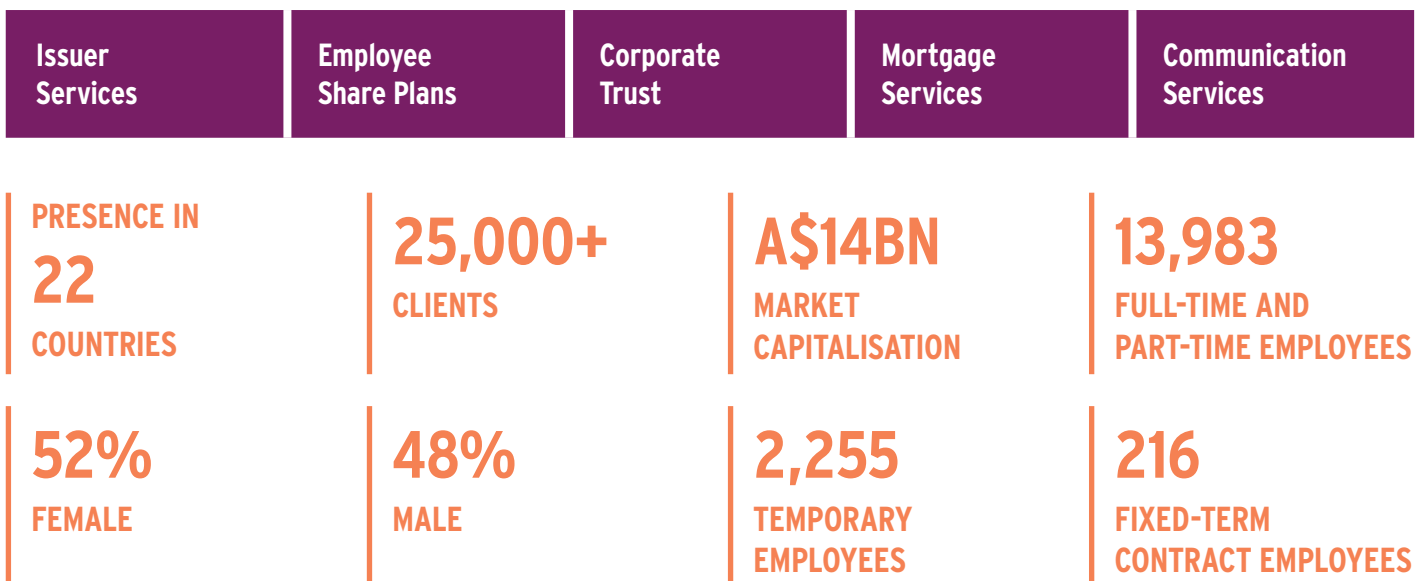 Issuer
Services
Employee
Share Plans
Corporate
Trust
Mortgage
Services
Communication
Services
PRESENCE IN
22
COUNTRIES
25,000+
CLIENTS
A$14BN
MARKET
CAPITALISATION
13,983
FULL-TIME AND
PART-TIME EMPLOYEES
52%
FEMALE
48%
MALE
2,255
TEMPORARY
EMPLOYEES
216
FIXED-TERM
CONTRACT EMPLOYEES